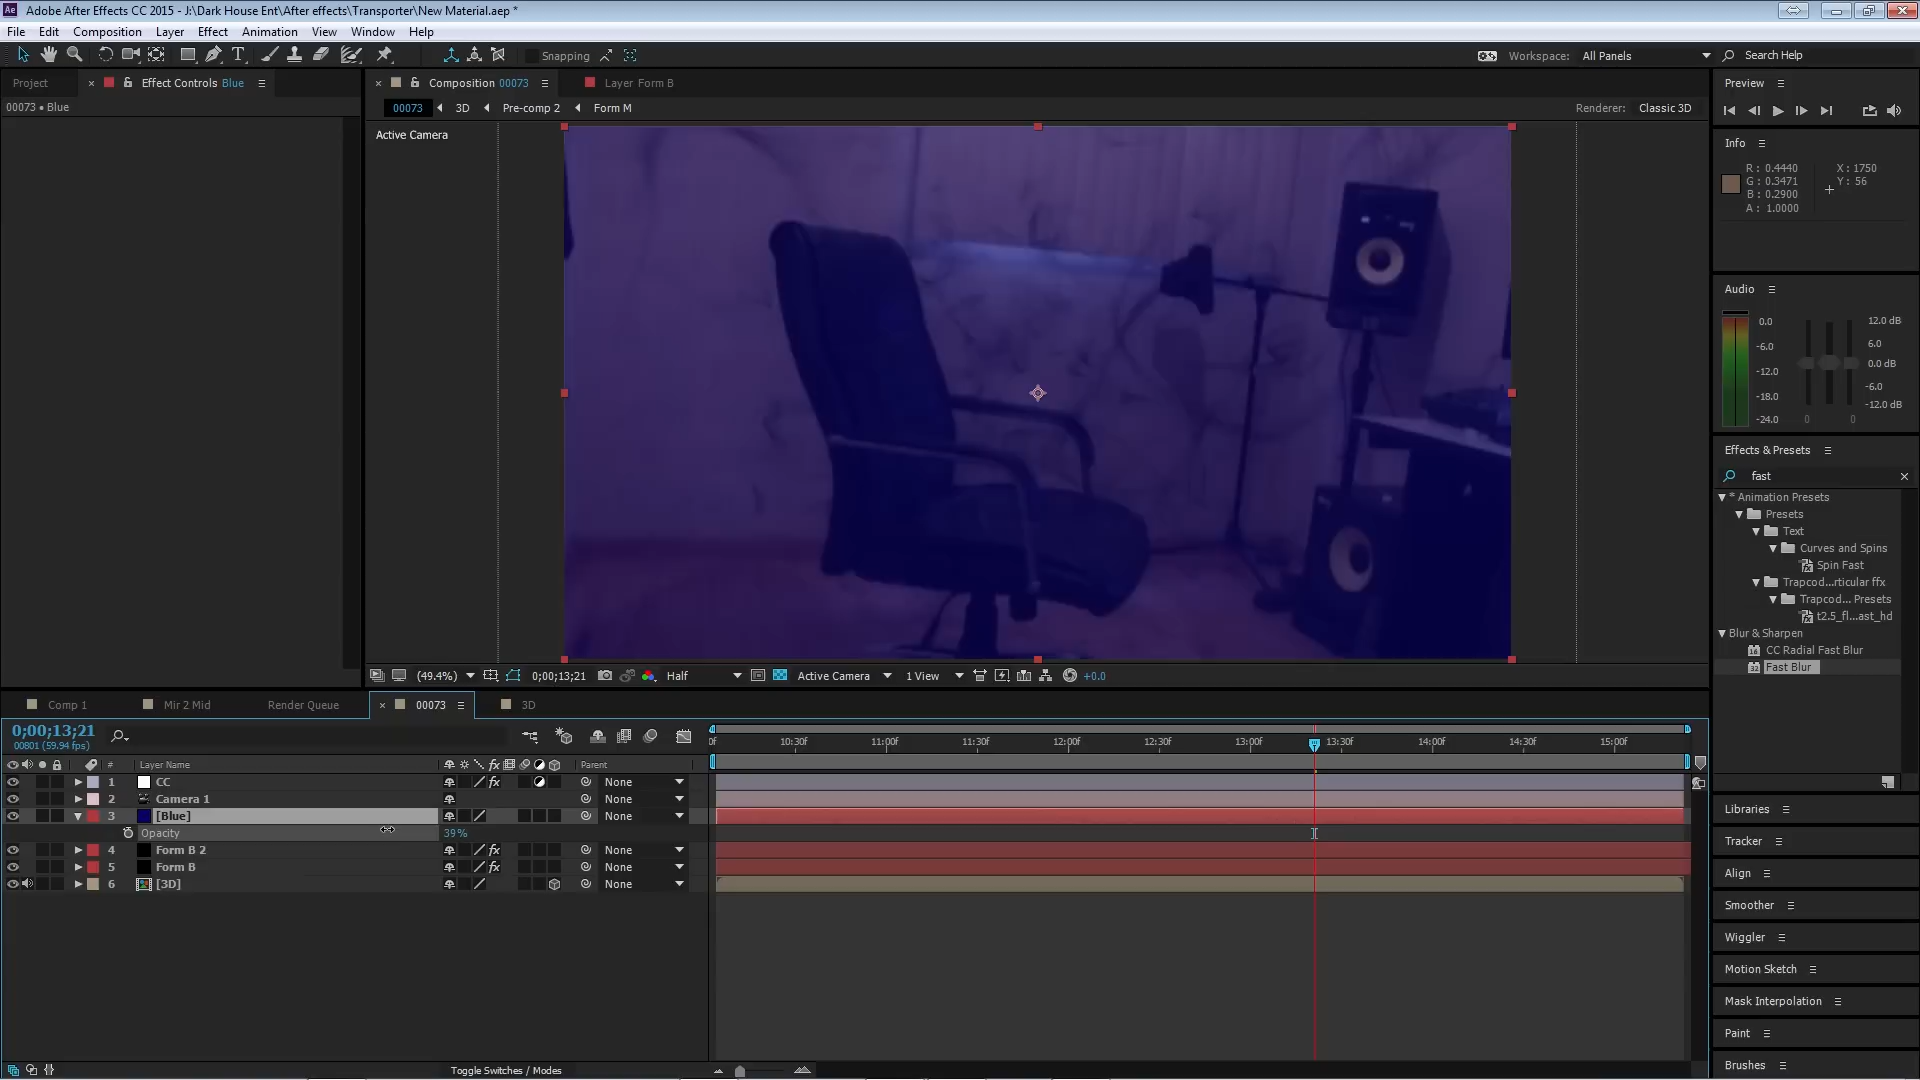 Adobe After Effects CC 2015 - J:\Dark House Ent\After effects\Transporter\New Material.aep *
File Edit Composition Layer Effect Animation View Window Help
Snapping Workspace: All Panels Search Help
Project Effect Controls Blue Composition 00073 Layer Form B Preview
00073 • Blue 00073 3D Pre-comp 2 Form M Renderer: Classic 3D
Active Camera
Info
R : 0.4440 X : 1750
G : 0.3471 Y : 56
B : 0.2900
A : 1.0000
Audio
0.0 12.0 dB
-6.0 6.0
-12.0 0.0 dB
-18.0 -6.0
-24.0 0 0 -12.0 dB
Effects & Presets
fast
* Animation Presets
Presets
Text
Curves and Spins
Spin Fast
Trapcod...rticular ffx
Trapcod... Presets
t2.5_fl...ast_hd
Blur & Sharpen
CC Radial Fast Blur
Fast Blur
(49.4%) 0;00;13;21 Half Active Camera 1 View +0.0
Comp 1 Mir 2 Mid Render Queue 00073 3D
0;00;13;21
00801 (59.94 fps)
0f 10:30f 11:00f 11:30f 12:00f 12:30f 13:00f 13:30f 14:00f 14:30f 15:00f
# Layer Name Parent
1 CC None
2 Camera 1 None
3 [Blue] None
Opacity 39%
4 Form B 2 None
5 Form B None
6 [3D] None
Toggle Switches / Modes
Libraries
Tracker
Align
Smoother
Wiggler
Motion Sketch
Mask Interpolation
Paint
Brushes